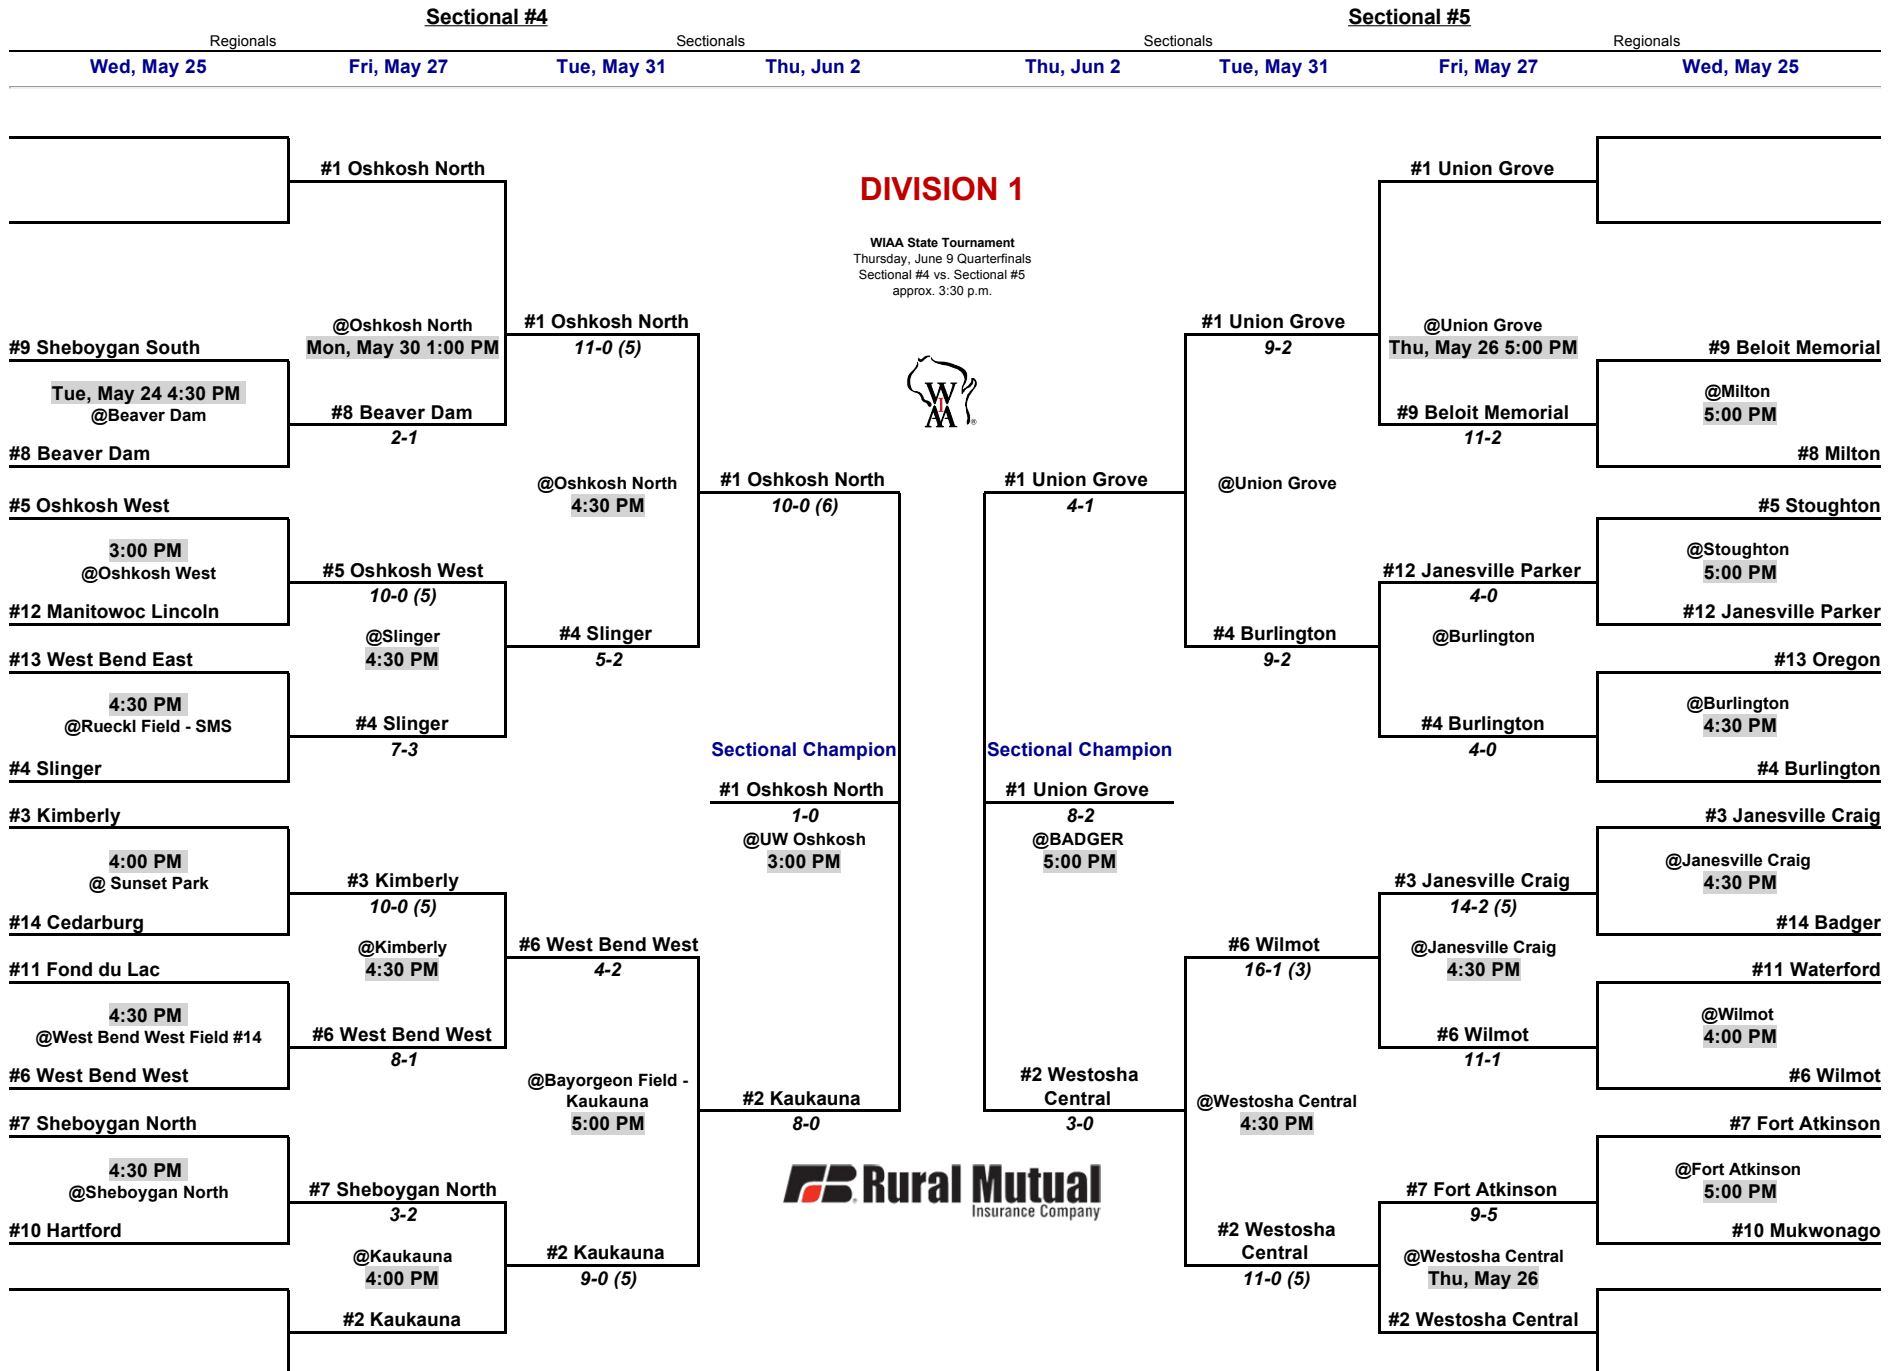 Sectional #4
Sectional #5
Regionals
Sectionals
Sectionals
Regionals
Wed, May 25
Fri, May 27
Tue, May 31
Thu, Jun 2
Thu, Jun 2
Tue, May 31
Fri, May 27
Wed, May 25
#1 Oshkosh North
@Oshkosh North
Mon, May 30 1:00 PM
#9 Sheboygan South
Tue, May 24 4:30 PM
@Beaver Dam
#8 Beaver Dam
2-1
#8 Beaver Dam
#1 Oshkosh North
11-0 (5)
@Oshkosh North
4:30 PM
#5 Oshkosh West
3:00 PM
@Oshkosh West
#5 Oshkosh West
10-0 (5)
#12 Manitowoc Lincoln
@Slinger
4:30 PM
#4 Slinger
5-2
#13 West Bend East
4:30 PM
@Rueckl Field - SMS
#4 Slinger
7-3
#4 Slinger
#1 Oshkosh North
10-0 (6)
Sectional Champion
#1 Oshkosh North
1-0
@UW Oshkosh
3:00 PM
#3 Kimberly
4:00 PM
@ Sunset Park
#3 Kimberly
10-0 (5)
#14 Cedarburg
@Kimberly
4:30 PM
#6 West Bend West
4-2
#11 Fond du Lac
4:30 PM
@West Bend West Field #14
#6 West Bend West
8-1
#6 West Bend West
@Bayorgeon Field -
Kaukauna
5:00 PM
#2 Kaukauna
8-0
#7 Sheboygan North
4:30 PM
@Sheboygan North
#7 Sheboygan North
3-2
#10 Hartford
@Kaukauna
4:00 PM
#2 Kaukauna
9-0 (5)
#2 Kaukauna
DIVISION 1
WIAA State Tournament
Thursday, June 9 Quarterfinals
Sectional #4 vs. Sectional #5
approx. 3:30 p.m.
WIAA
®
Rural Mutual
Insurance Company
#1 Union Grove
@Union Grove
Thu, May 26 5:00 PM
#1 Union Grove
9-2
#9 Beloit Memorial
@Milton
5:00 PM
#9 Beloit Memorial
11-2
#8 Milton
#1 Union Grove
4-1
@Union Grove
#5 Stoughton
@Stoughton
5:00 PM
#12 Janesville Parker
4-0
#12 Janesville Parker
@Burlington
#4 Burlington
9-2
#13 Oregon
@Burlington
4:30 PM
#4 Burlington
4-0
#4 Burlington
Sectional Champion
#1 Union Grove
8-2
@BADGER
5:00 PM
#3 Janesville Craig
@Janesville Craig
4:30 PM
#3 Janesville Craig
14-2 (5)
#14 Badger
@Janesville Craig
4:30 PM
#6 Wilmot
16-1 (3)
#11 Waterford
@Wilmot
4:00 PM
#6 Wilmot
11-1
#6 Wilmot
#2 Westosha
Central
3-0
@Westosha Central
4:30 PM
#7 Fort Atkinson
@Fort Atkinson
5:00 PM
#7 Fort Atkinson
9-5
#10 Mukwonago
#2 Westosha
Central
11-0 (5)
@Westosha Central
Thu, May 26
#2 Westosha Central